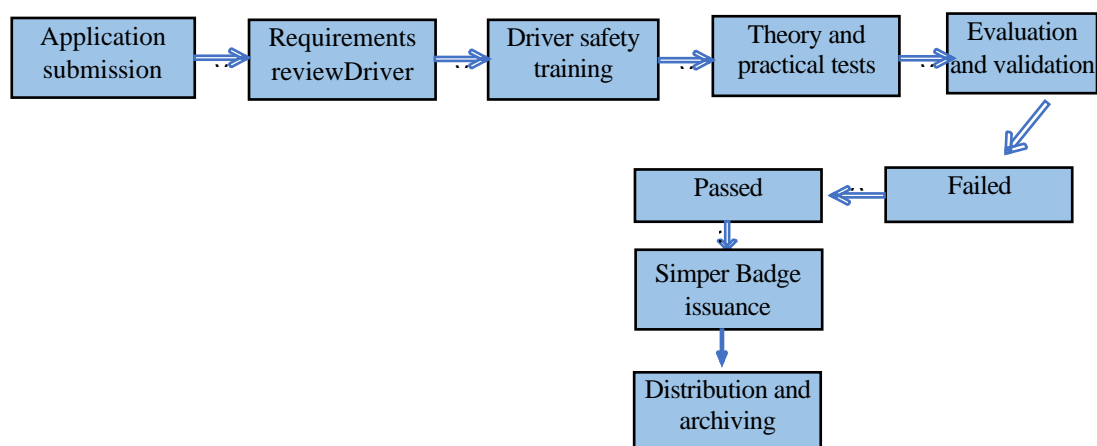 Application
submission
Requirements
reviewDriver
Driver safety
training
Theory and
practical tests
Evaluation
and validation
Passed
Failed
Simper Badge
issuance
Distribution and
archiving